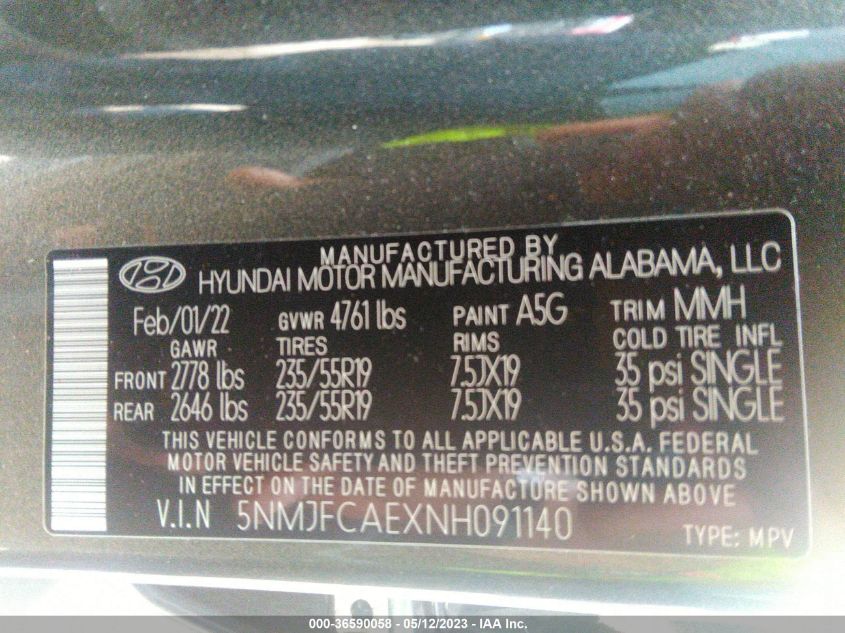 MANUFACTURED BY
HYUNDAI MOTOR MANUFACTURING ALABAMA, LLC
Feb/01/22 GVWR 4761 lbs PAINT A5G TRIM MMH
GAWR TIRES RIMS COLD TIRE INFL
FRONT 2778 lbs 235/55R19 7.5JX19 35 psi SINGLE
REAR 2646 lbs 235/55R19 7.5JX19 35 psi SINGLE
THIS VEHICLE CONFORMS TO ALL APPLICABLE U.S.A. FEDERAL
MOTOR VEHICLE SAFETY AND THEFT PREVENTION STANDARDS
IN EFFECT ON THE DATE OF MANUFACTURE SHOWN ABOVE
V.I.N 5NMJFCAEXNH091140 TYPE: MPV
000-36590058 - 05/12/2023 - IAA Inc.